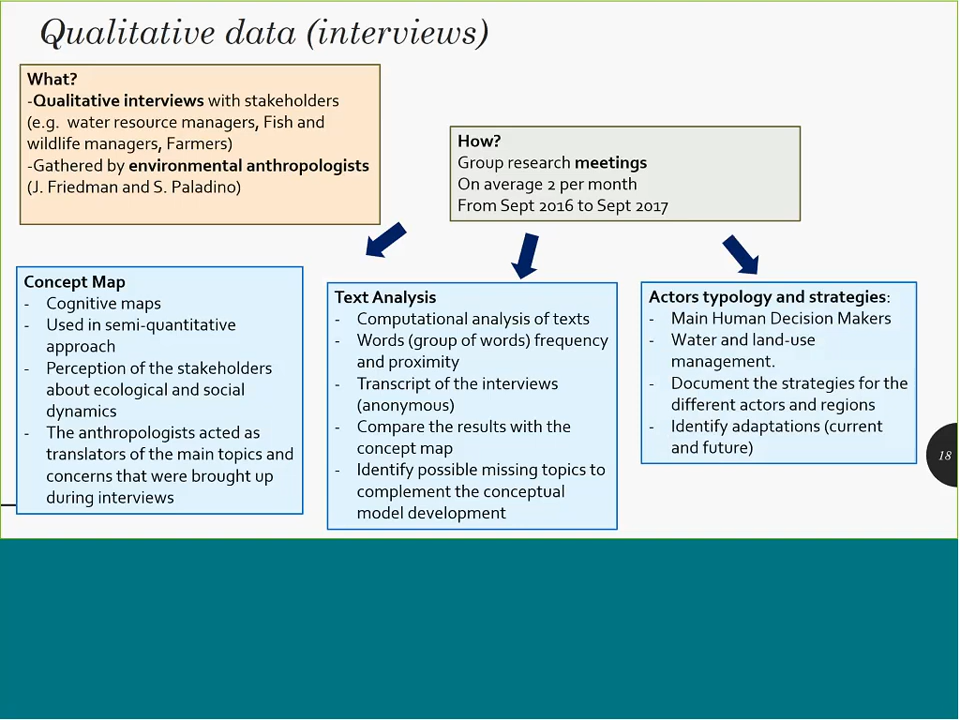 Qualitative data (interviews)
What?
-Qualitative interviews with stakeholders
(e.g. water resource managers, Fish and
wildlife managers, Farmers)
-Gathered by environmental anthropologists
(J. Friedman and S. Paladino)
How?
Group research meetings
On average 2 per month
From Sept 2016 to Sept 2017
Concept Map
- Cognitive maps
- Used in semi-quantitative
approach
- Perception of the stakeholders
about ecological and social
dynamics
- The anthropologists acted as
translators of the main topics and
concerns that were brought up
during interviews
Text Analysis
- Computational analysis of texts
- Words (group of words) frequency
and proximity
- Transcript of the interviews
(anonymous)
- Compare the results with the
concept map
- Identify possible missing topics to
complement the conceptual
model development
Actors typology and strategies:
- Main Human Decision Makers
- Water and land-use
management.
- Document the strategies for the
different actors and regions
- Identify adaptations (current
and future)
18